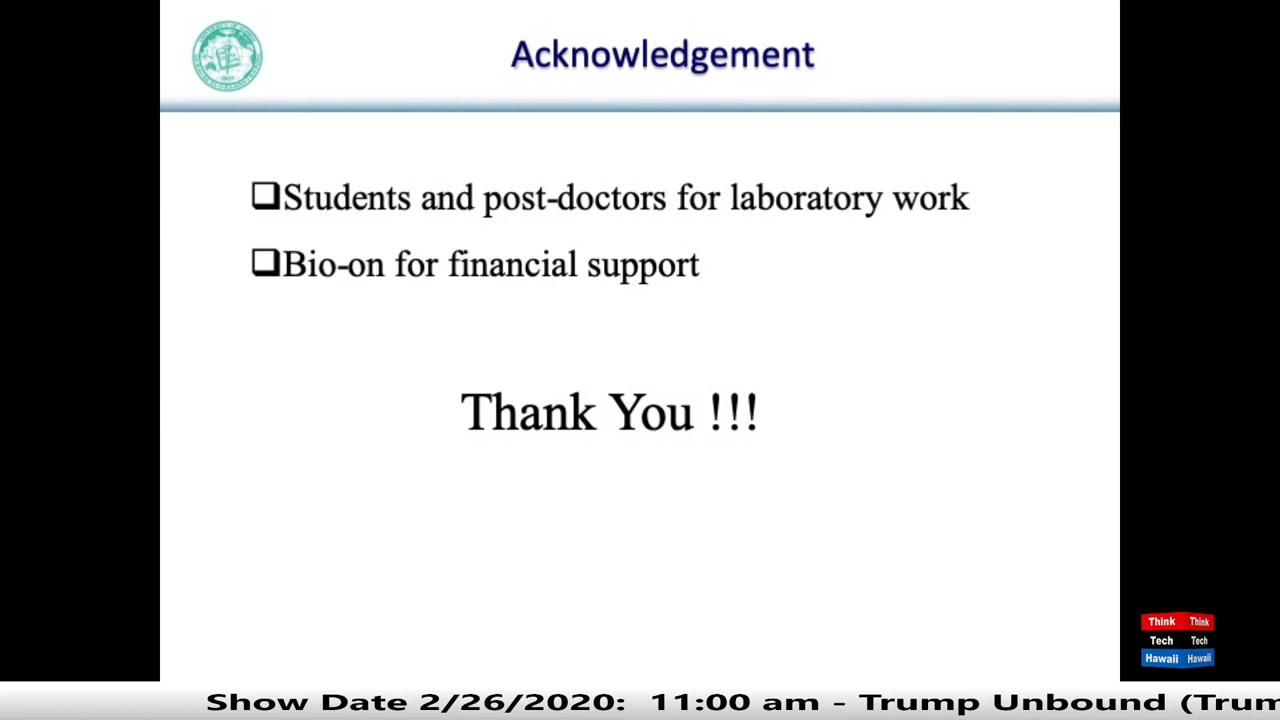 Acknowledgement
❑Students and post-doctors for laboratory work
❑Bio-on for financial support
Thank You !!!
Think Think
Tech Tech
Hawaii Hawaii
Show Date 2/26/2020: 11:00 am - Trump Unbound (Trum